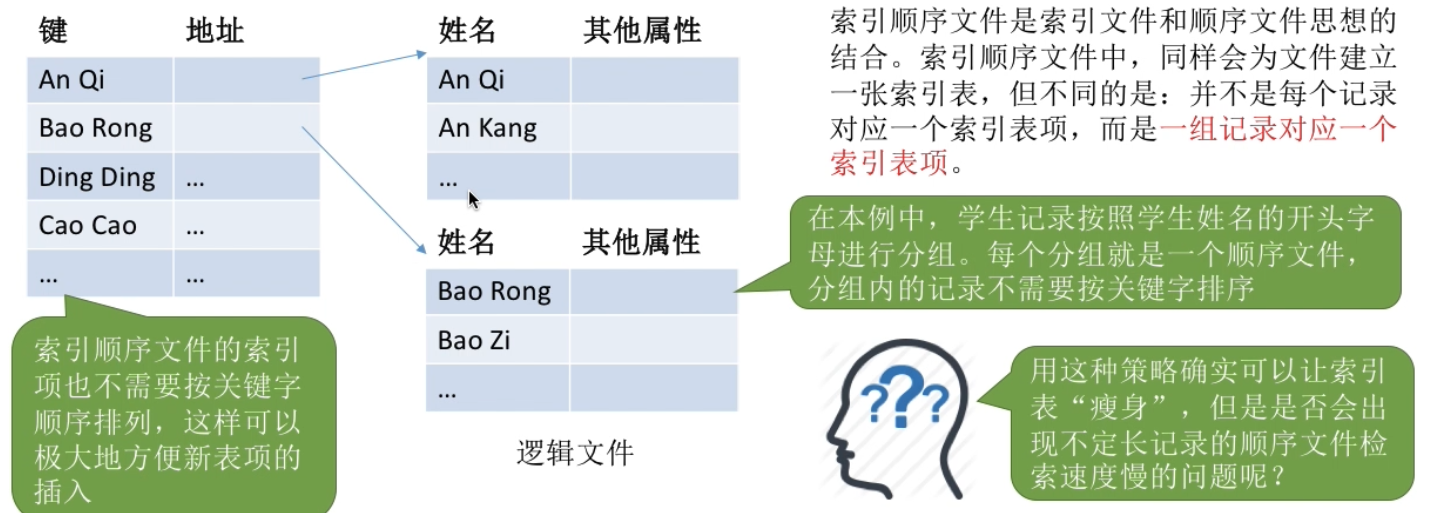 键 地址
An Qi
Bao Rong
Ding Ding ...
Cao Cao ...
... ...
索引顺序文件的索引
项也不需要按关键字
顺序排列，这样可以
极大地方便新表项的
插入
姓名 其他属性
An Qi
An Kang
...
姓名 其他属性
Bao Rong
Bao Zi
...
逻辑文件
索引顺序文件是索引文件和顺序文件思想的
结合。索引顺序文件中，同样会为文件建立
一张索引表，但不同的是：并不是每个记录
对应一个索引表项，而是一组记录对应一个
索引表项。
在本例中，学生记录按照学生姓名的开头字
母进行分组。每个分组就是一个顺序文件，
分组内的记录不需要按关键字排序
???
用这种策略确实可以让索引
表“瘦身”，但是是否会出
现不定长记录的顺序文件检
索速度慢的问题呢？